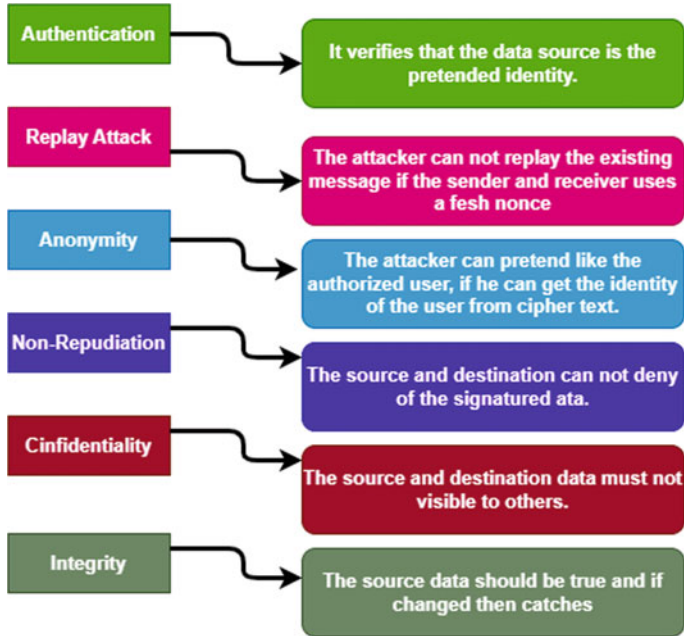 Authentication
It verifies that the data source is the
pretended identity.
Replay Attack
The attacker can not replay the existing
message if the sender and receiver uses
a fesh nonce
Anonymity
The attacker can pretend like the
authorized user, if he can get the identity
of the user from cipher text.
Non-Repudiation
The source and destination can not deny
of the signatured ata.
Cinfidentiality
The source and destination data must not
visible to others.
Integrity
The source data should be true and if
changed then catches